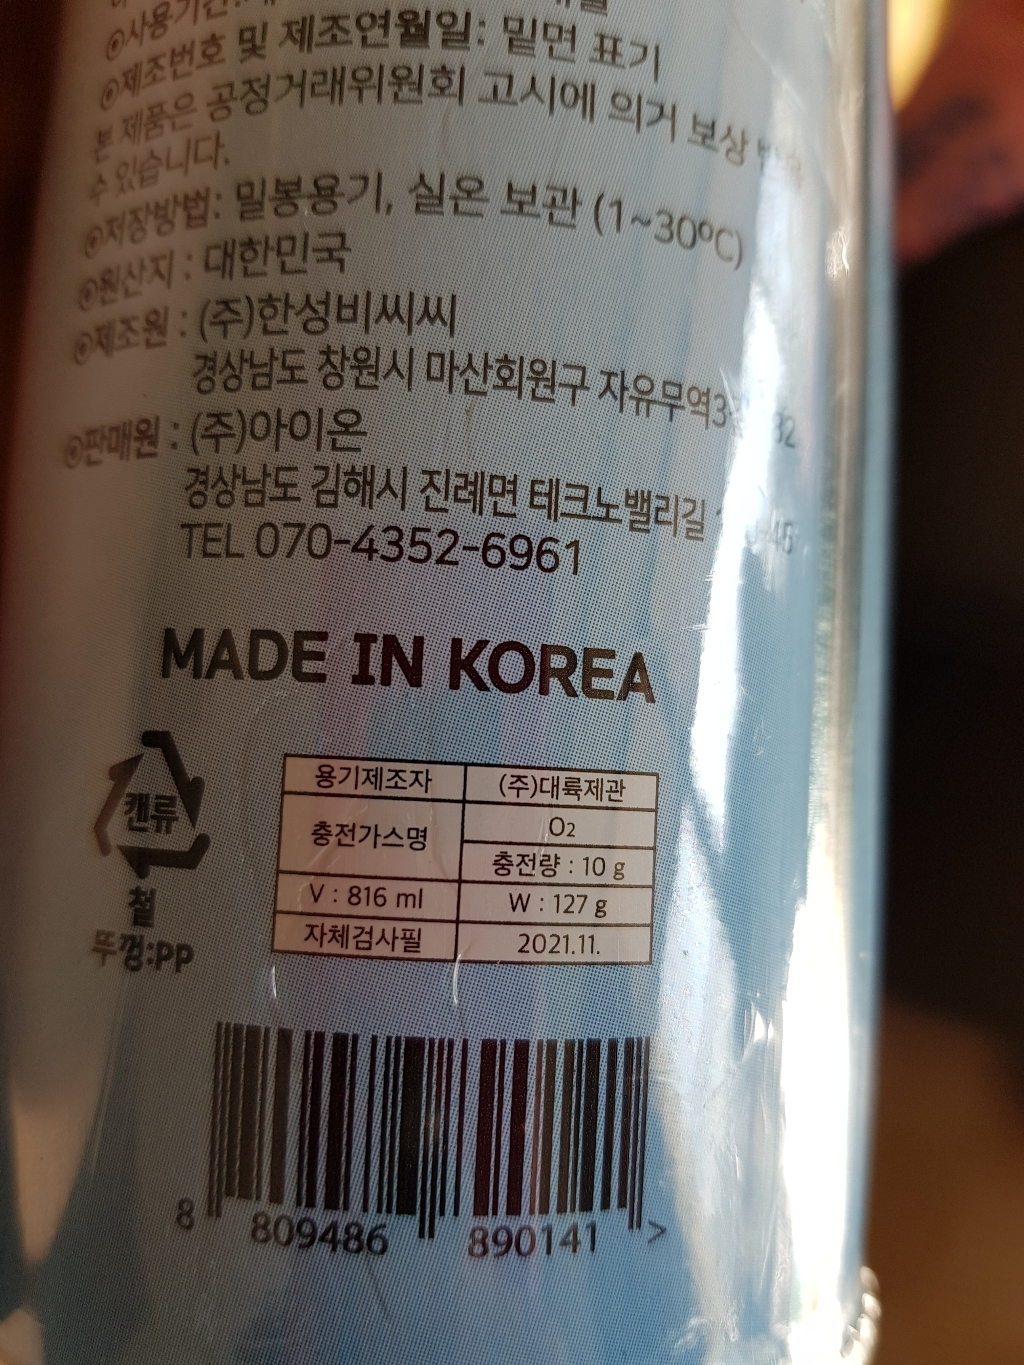 ◉사용기간:
◉제조번호 및 제조연월일: 밑면 표기
본 제품은 공정거래위원회 고시에 의거 보상
수 있습니다.
◉저장방법: 밀봉용기, 실온 보관 (1~30ºC)
◉원산지 : 대한민국
◉제조원 : (주)한성비씨씨
경상남도 창원시 마산회원구 자유무역3
◉판매원 : (주)아이온
경상남도 김해시 진례면 테크노밸리길
TEL 070-4352-6961
MADE IN KOREA
캔류
철
뚜껑:PP
용기제조자 (주)대륙제관
충전가스명 O2
충전량 : 10 g
V : 816 ml W : 127 g
자체검사필 2021.11.
8 809486 890141 >